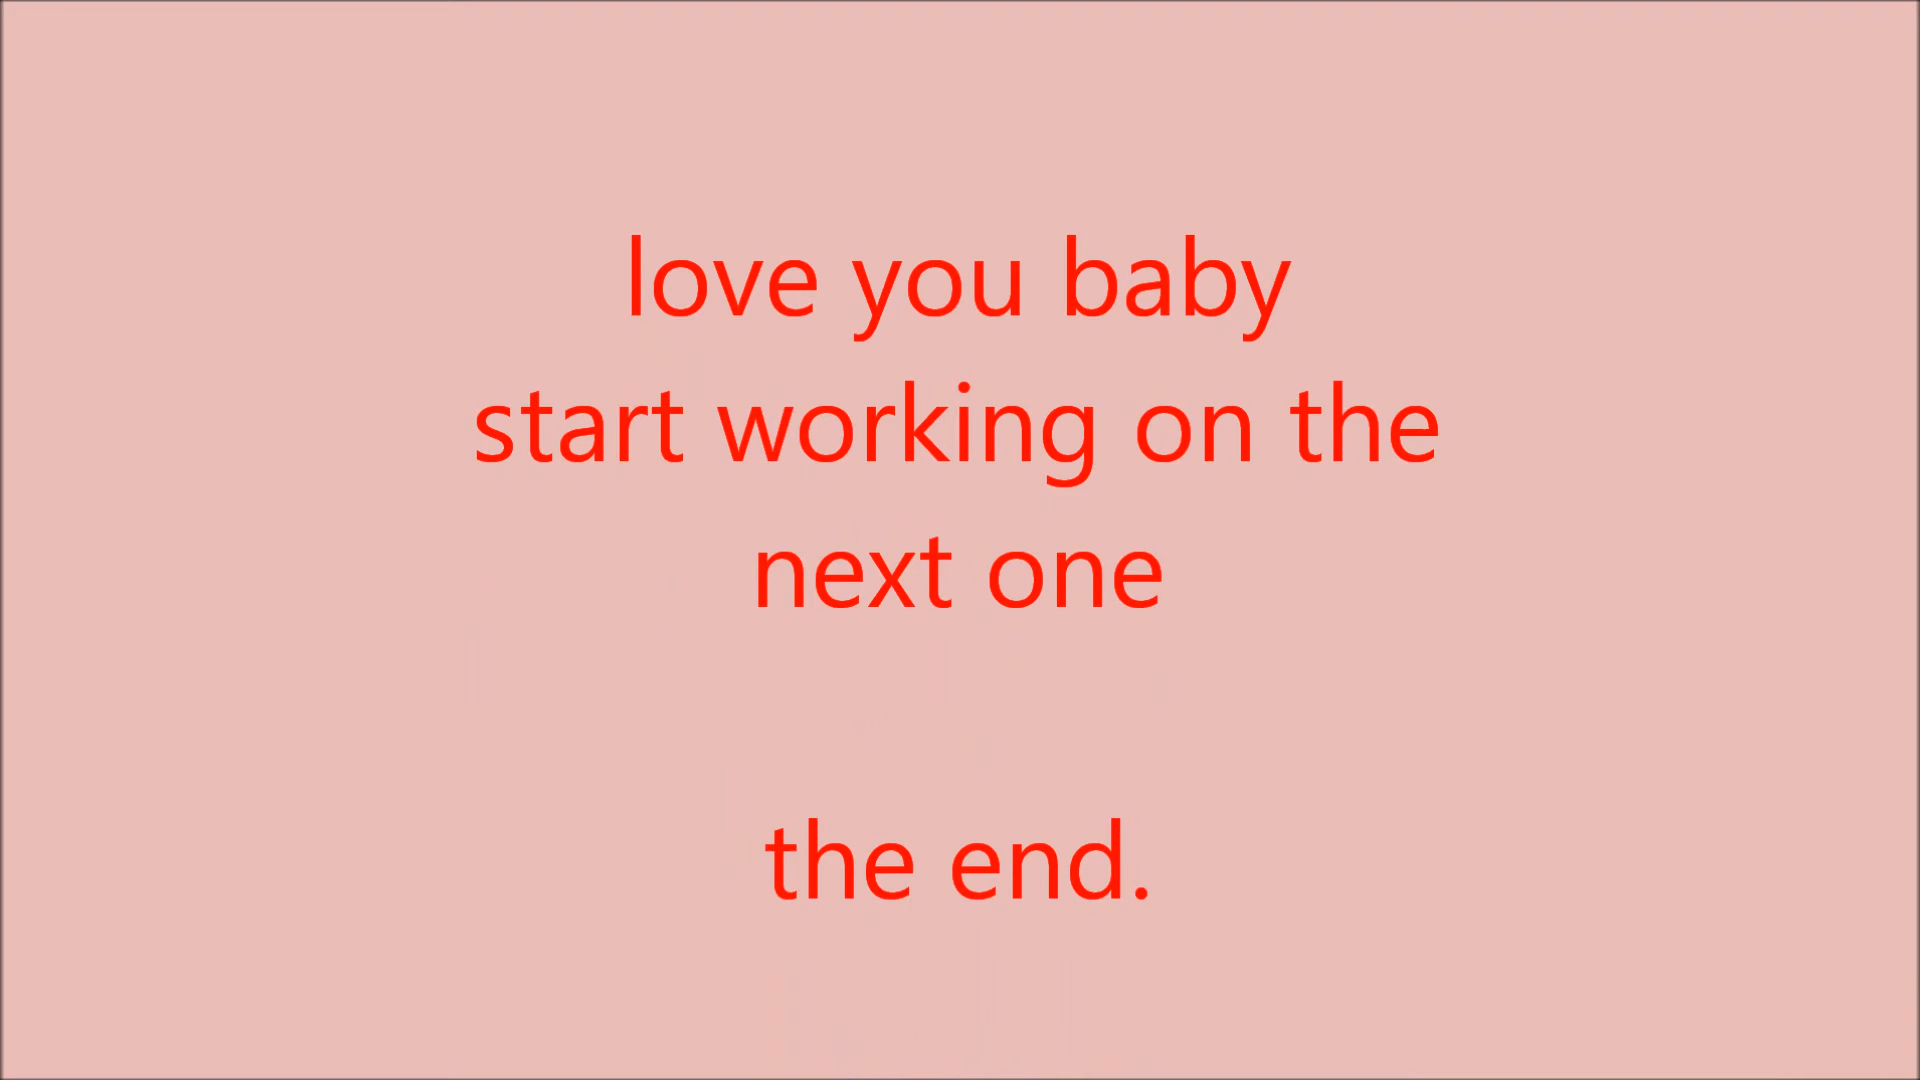 love you baby
start working on the
next one
the end.